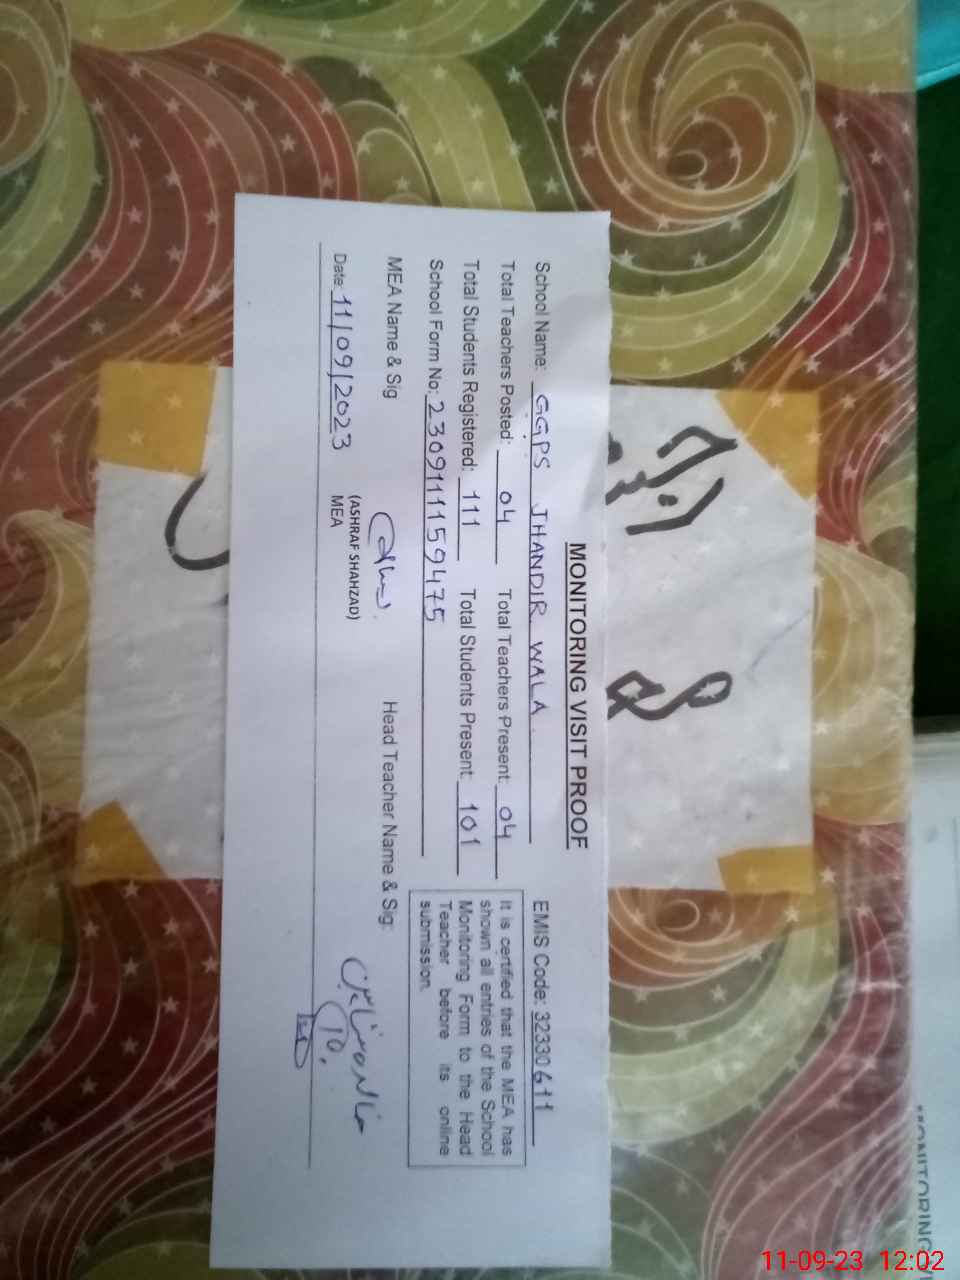 MONITORING VISIT PROOF
School Name: GGPS JHANDIR WALA
EMIS Code: 32330611
Total Teachers Posted: 04 Total Teachers Present: 04
Total Students Registered: 111 Total Students Present: 101
School Form No: 2309111159475
It is certified that the MEA has
shown all entries of the School
Monitoring Form to the Head
Teacher before its online
submission.
MEA Name & Sig
Head Teacher Name & Sig:
(ASHRAF SHAHZAD)
MEA
Date: 11/09/2023
MONITORING
11-09-23 12:02